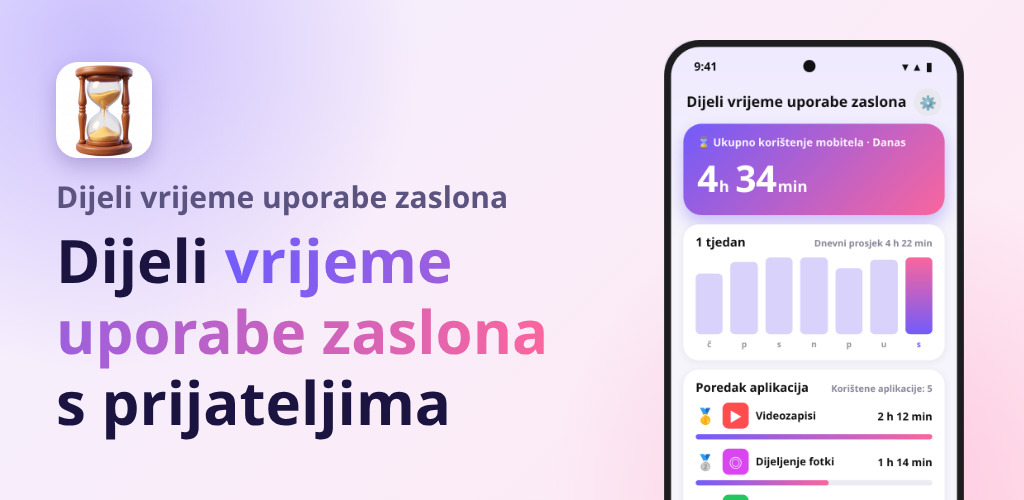 Dijeli vrijeme uporabe zaslona
Dijeli vrijeme
uporabe zaslona
s prijateljima
9:41
Dijeli vrijeme uporabe zaslona
Ukupno korištenje mobitela · Danas
4h 34min
1 tjedan
Dnevni prosjek 4 h 22 min
č p s n p u s
Poredak aplikacija
Korištene aplikacije: 5
Videozapisi 2 h 12 min
Dijeljenje fotki 1 h 14 min